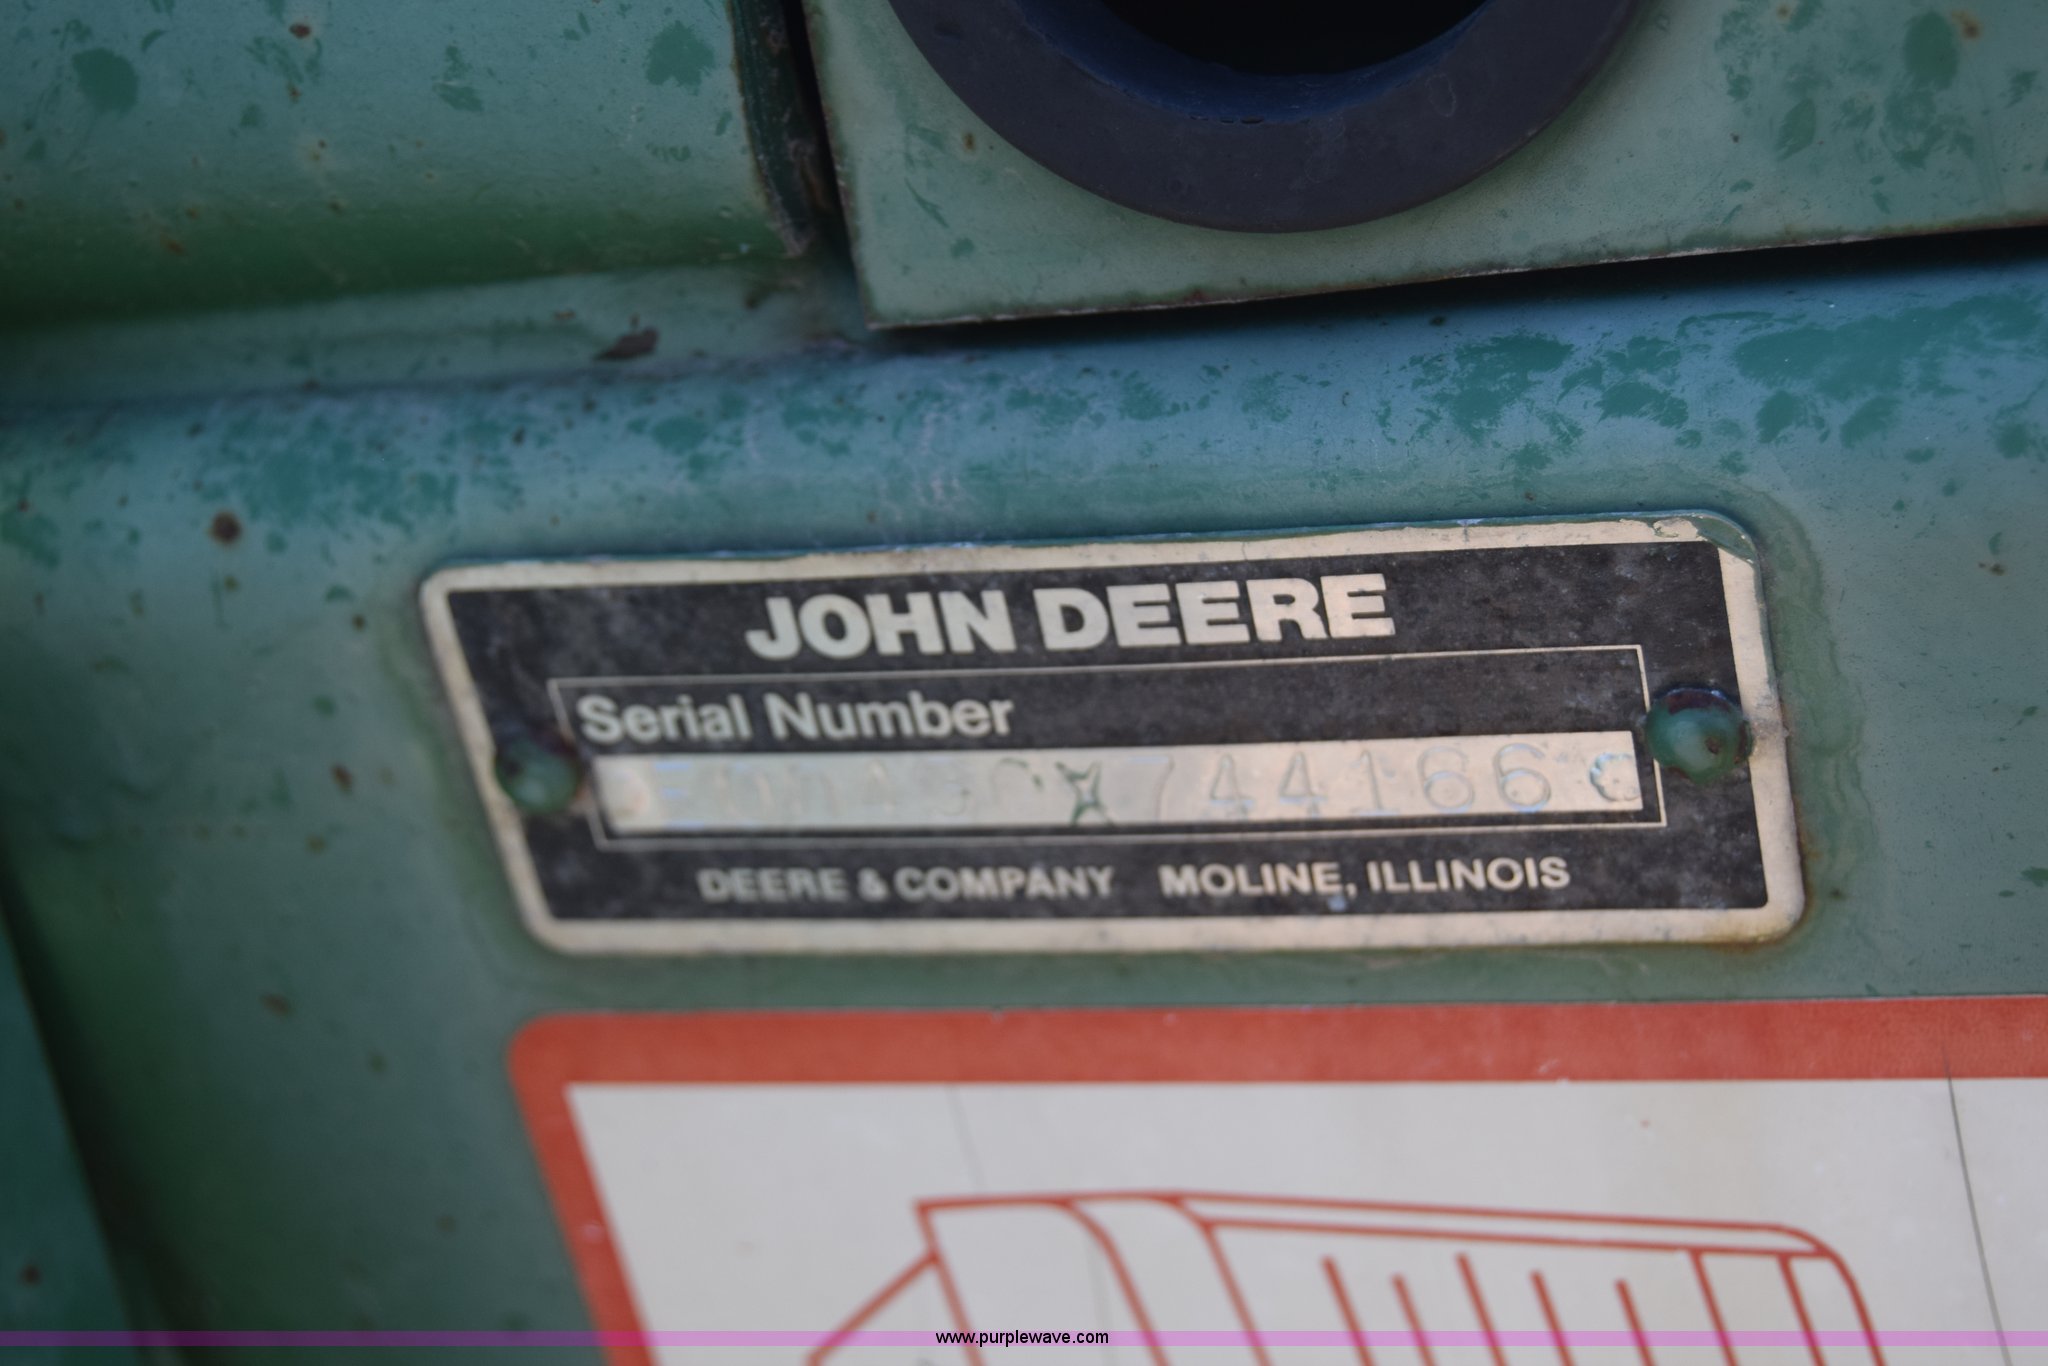 JOHN DEERE
Serial Number
744166
DEERE & COMPANY MOLINE, ILLINOIS
www.purplewave.com